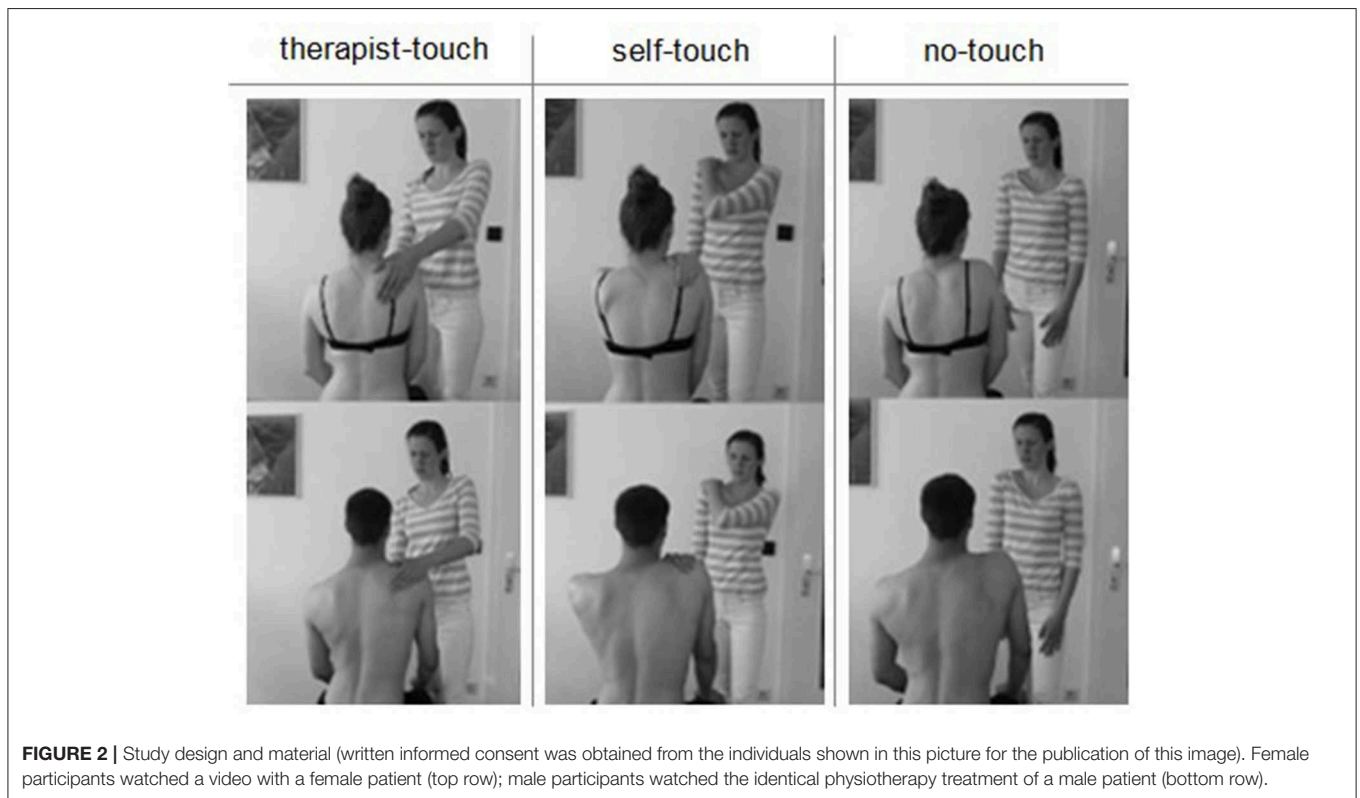 therapist-touch self-touch no-touch
FIGURE 2 | Study design and material (written informed consent was obtained from the individuals shown in this picture for the publication of this image). Female
participants watched a video with a female patient (top row); male participants watched the identical physiotherapy treatment of a male patient (bottom row).